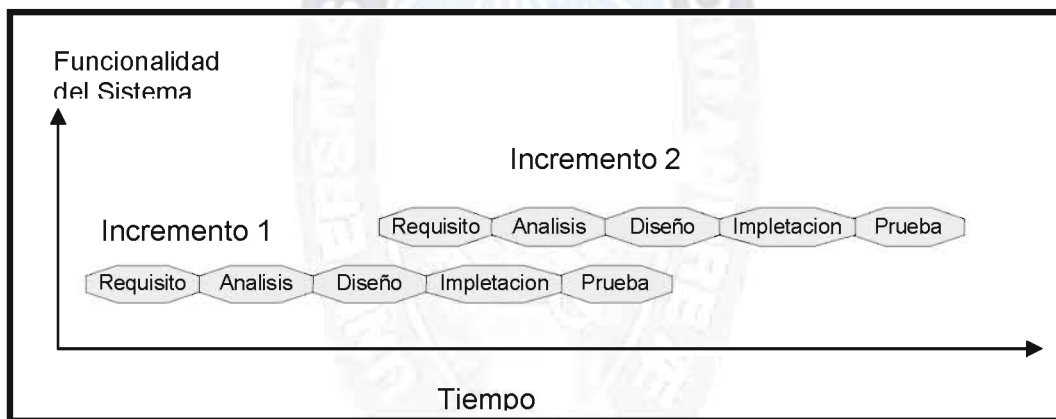 Funcionalidad
del Sistema
Incremento 2
Requisito Analisis Diseño Impletacion Prueba
Incremento 1
Requisito Analisis Diseño Impletacion Prueba
Tiempo